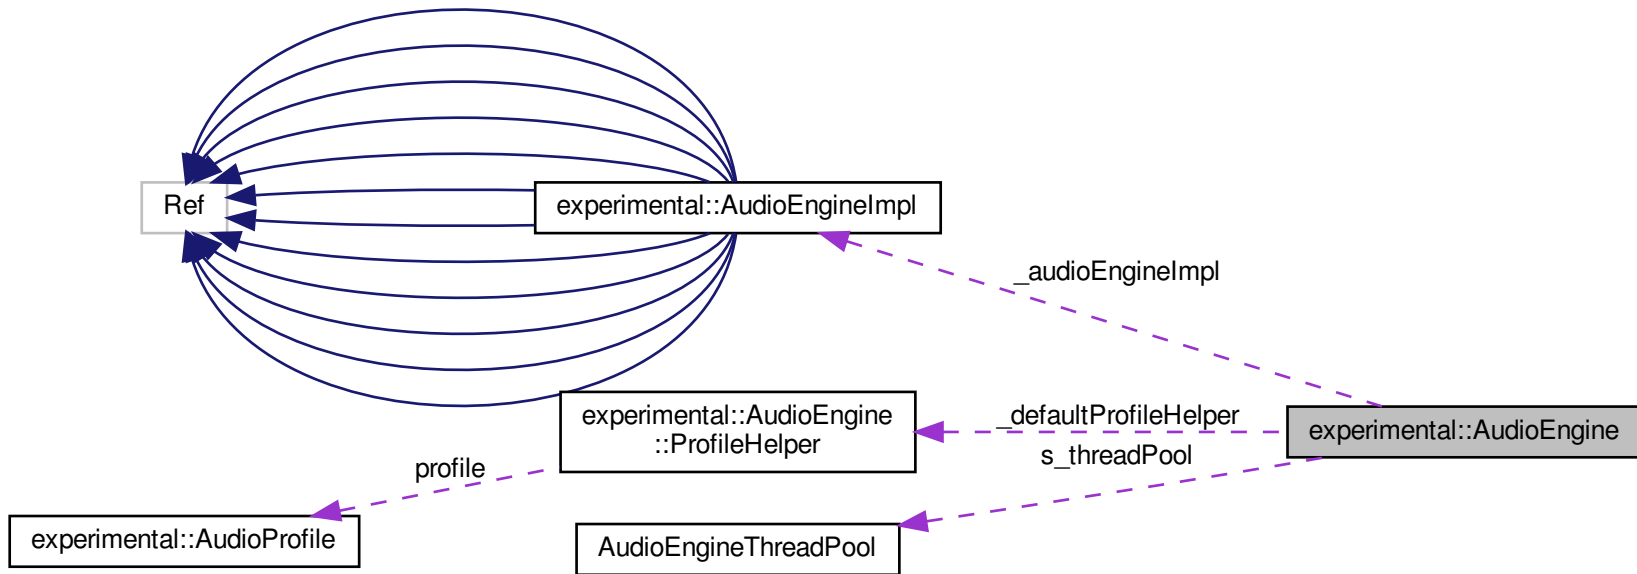 Ref
experimental::AudioEngineImpl
_audioEngineImpl
experimental::AudioEngine
::ProfileHelper
_defaultProfileHelper
experimental::AudioEngine
s_threadPool
profile
experimental::AudioProfile
AudioEngineThreadPool